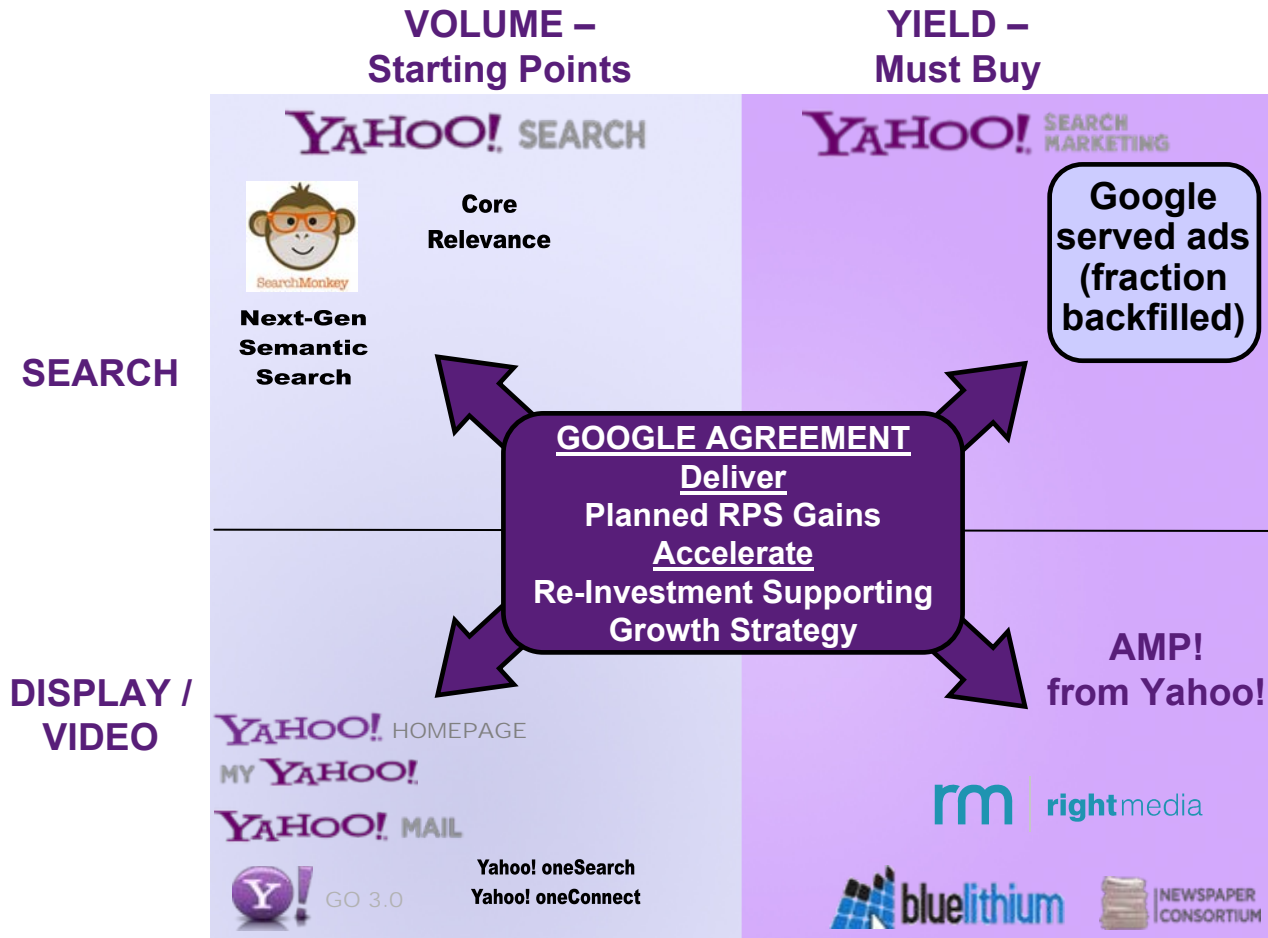 VOLUME –
Starting Points
YIELD –
Must Buy
SEARCH
DISPLAY /
VIDEO
YAHOO! SEARCH
SearchMonkey
Next-Gen
Semantic
Search
Core
Relevance
YAHOO! SEARCH
MARKETING
Google
served ads
(fraction
backfilled)
GOOGLE AGREEMENT
Deliver
Planned RPS Gains
Accelerate
Re-Investment Supporting
Growth Strategy
YAHOO! HOMEPAGE
MY YAHOO!
YAHOO! MAIL
Y! GO 3.0
Yahoo! oneSearch
Yahoo! oneConnect
AMP!
from Yahoo!
rm rightmedia
bluelithium
NEWSPAPER
CONSORTIUM